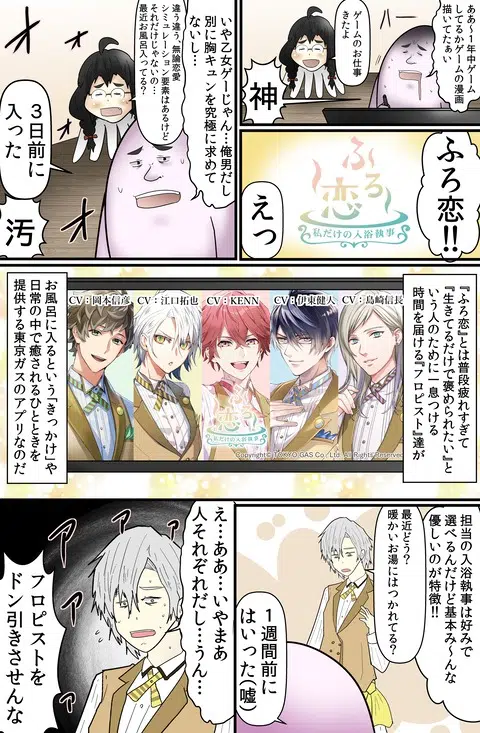 ああ〜1年中ゲーム
してるかゲームの漫画
描いてたぁい
ゲームのお仕事
きたよ
神
ふろ恋!!
ふろ恋
私だけの入浴執事
えっ
違う違う、無論恋愛
シミュレーション要素はあるけど
それだけじゃないの…
最近お風呂入ってる?
いや乙女ゲーじゃん…俺男だし
別に胸キュンを究極に求めて
ないし…
3日前に
入った
汚
『ふろ恋』とは普段疲れすぎて
『生きてるだけで褒められたい』と
いう人のために一息つける
時間を届ける『フロピスト』達が
CV:岡本信彦
CV:江口拓也
CV:KENN
CV:伊東健人
CV:島崎信長
ふろ恋
Copyright© TOKYO GAS Co., Ltd. All Rights Reserved.
お風呂に入るという「きっかけ」や
日常の中で癒されるひとときを
提供する東京ガスのアプリなのだ
担当の入浴執事は好みで
選べるんだけど基本み〜んな
優しいのが特徴!!
最近どう?
暖かいお湯にはつかれてる?
1週間前に
はいった(嘘)
え…ああ…いやまあ
人それぞれだし…うん…
アァァ
フロピストを
ドン引きさせんな